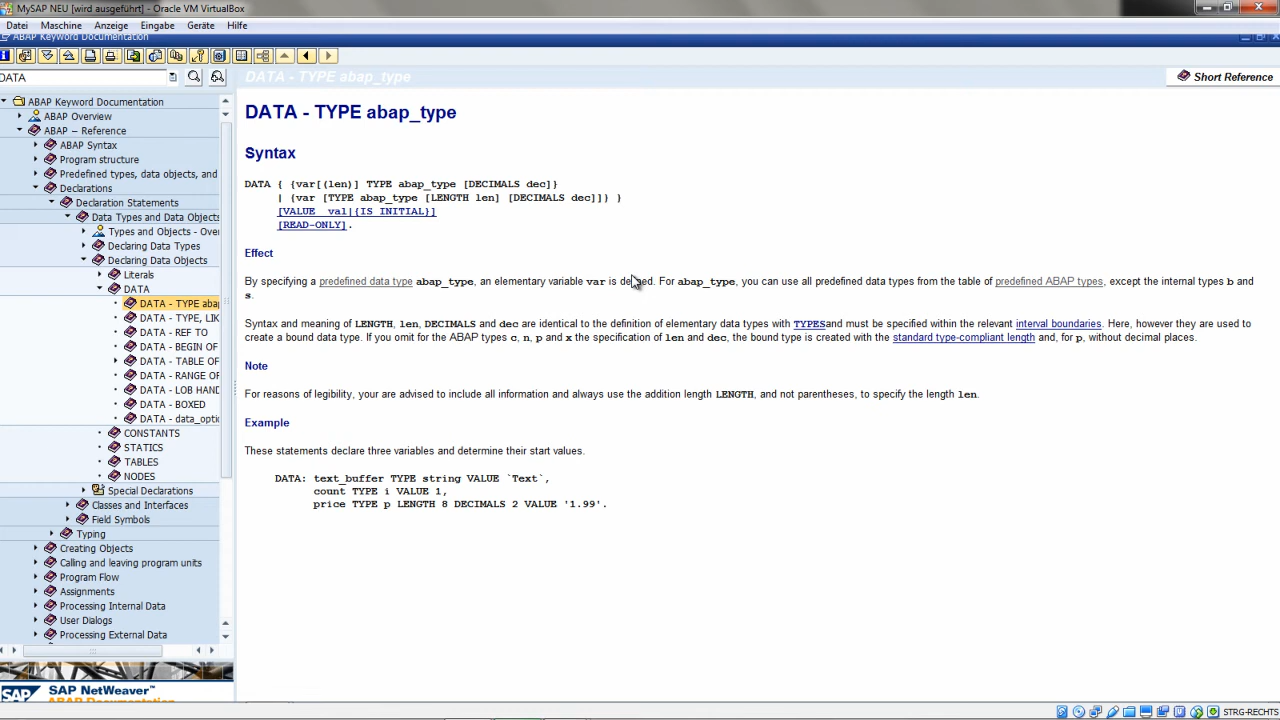 MySAP NEU [wird ausgeführt] - Oracle VM VirtualBox
Datei Maschine Anzeige Eingabe Geräte Hilfe
ABAP Keyword Documentation
DATA
DATA - TYPE abap_type
Short Reference
ABAP Keyword Documentation
ABAP Overview
ABAP – Reference
ABAP Syntax
Program structure
Predefined types, data objects, and
Declarations
Declaration Statements
Data Types and Data Objects
Types and Objects - Over
Declaring Data Types
Declaring Data Objects
Literals
DATA
DATA - TYPE abap
DATA - TYPE, LIK
DATA - REF TO
DATA - BEGIN OF
DATA - TABLE OF
DATA - RANGE OF
DATA - LOB HAND
DATA - BOXED
DATA - data_optio
CONSTANTS
STATICS
TABLES
NODES
Special Declarations
Classes and Interfaces
Field Symbols
Typing
Creating Objects
Calling and leaving program units
Program Flow
Assignments
Processing Internal Data
User Dialogs
Processing External Data
SAP SAP NetWeaver™
ABAP Documentation
DATA - TYPE abap_type
Syntax
DATA { {var[(len)] TYPE abap_type [DECIMALS dec]}
| {var [TYPE abap_type [LENGTH len] [DECIMALS dec]]} }
[VALUE val|{IS INITIAL}]
[READ-ONLY].
Effect
By specifying a predefined data type abap_type, an elementary variable var is defined. For abap_type, you can use all predefined data types from the table of predefined ABAP types, except the internal types b and
s.
Syntax and meaning of LENGTH, len, DECIMALS and dec are identical to the definition of elementary data types with TYPESand must be specified within the relevant interval boundaries. Here, however they are used to
create a bound data type. If you omit for the ABAP types c, n, p and x the specification of len and dec, the bound type is created with the standard type-compliant length and, for p, without decimal places.
Note
For reasons of legibility, your are advised to include all information and always use the addition length LENGTH, and not parentheses, to specify the length len.
Example
These statements declare three variables and determine their start values.
DATA: text_buffer TYPE string VALUE `Text`,
count TYPE i VALUE 1,
price TYPE p LENGTH 8 DECIMALS 2 VALUE '1.99'.
STRG-RECHTS